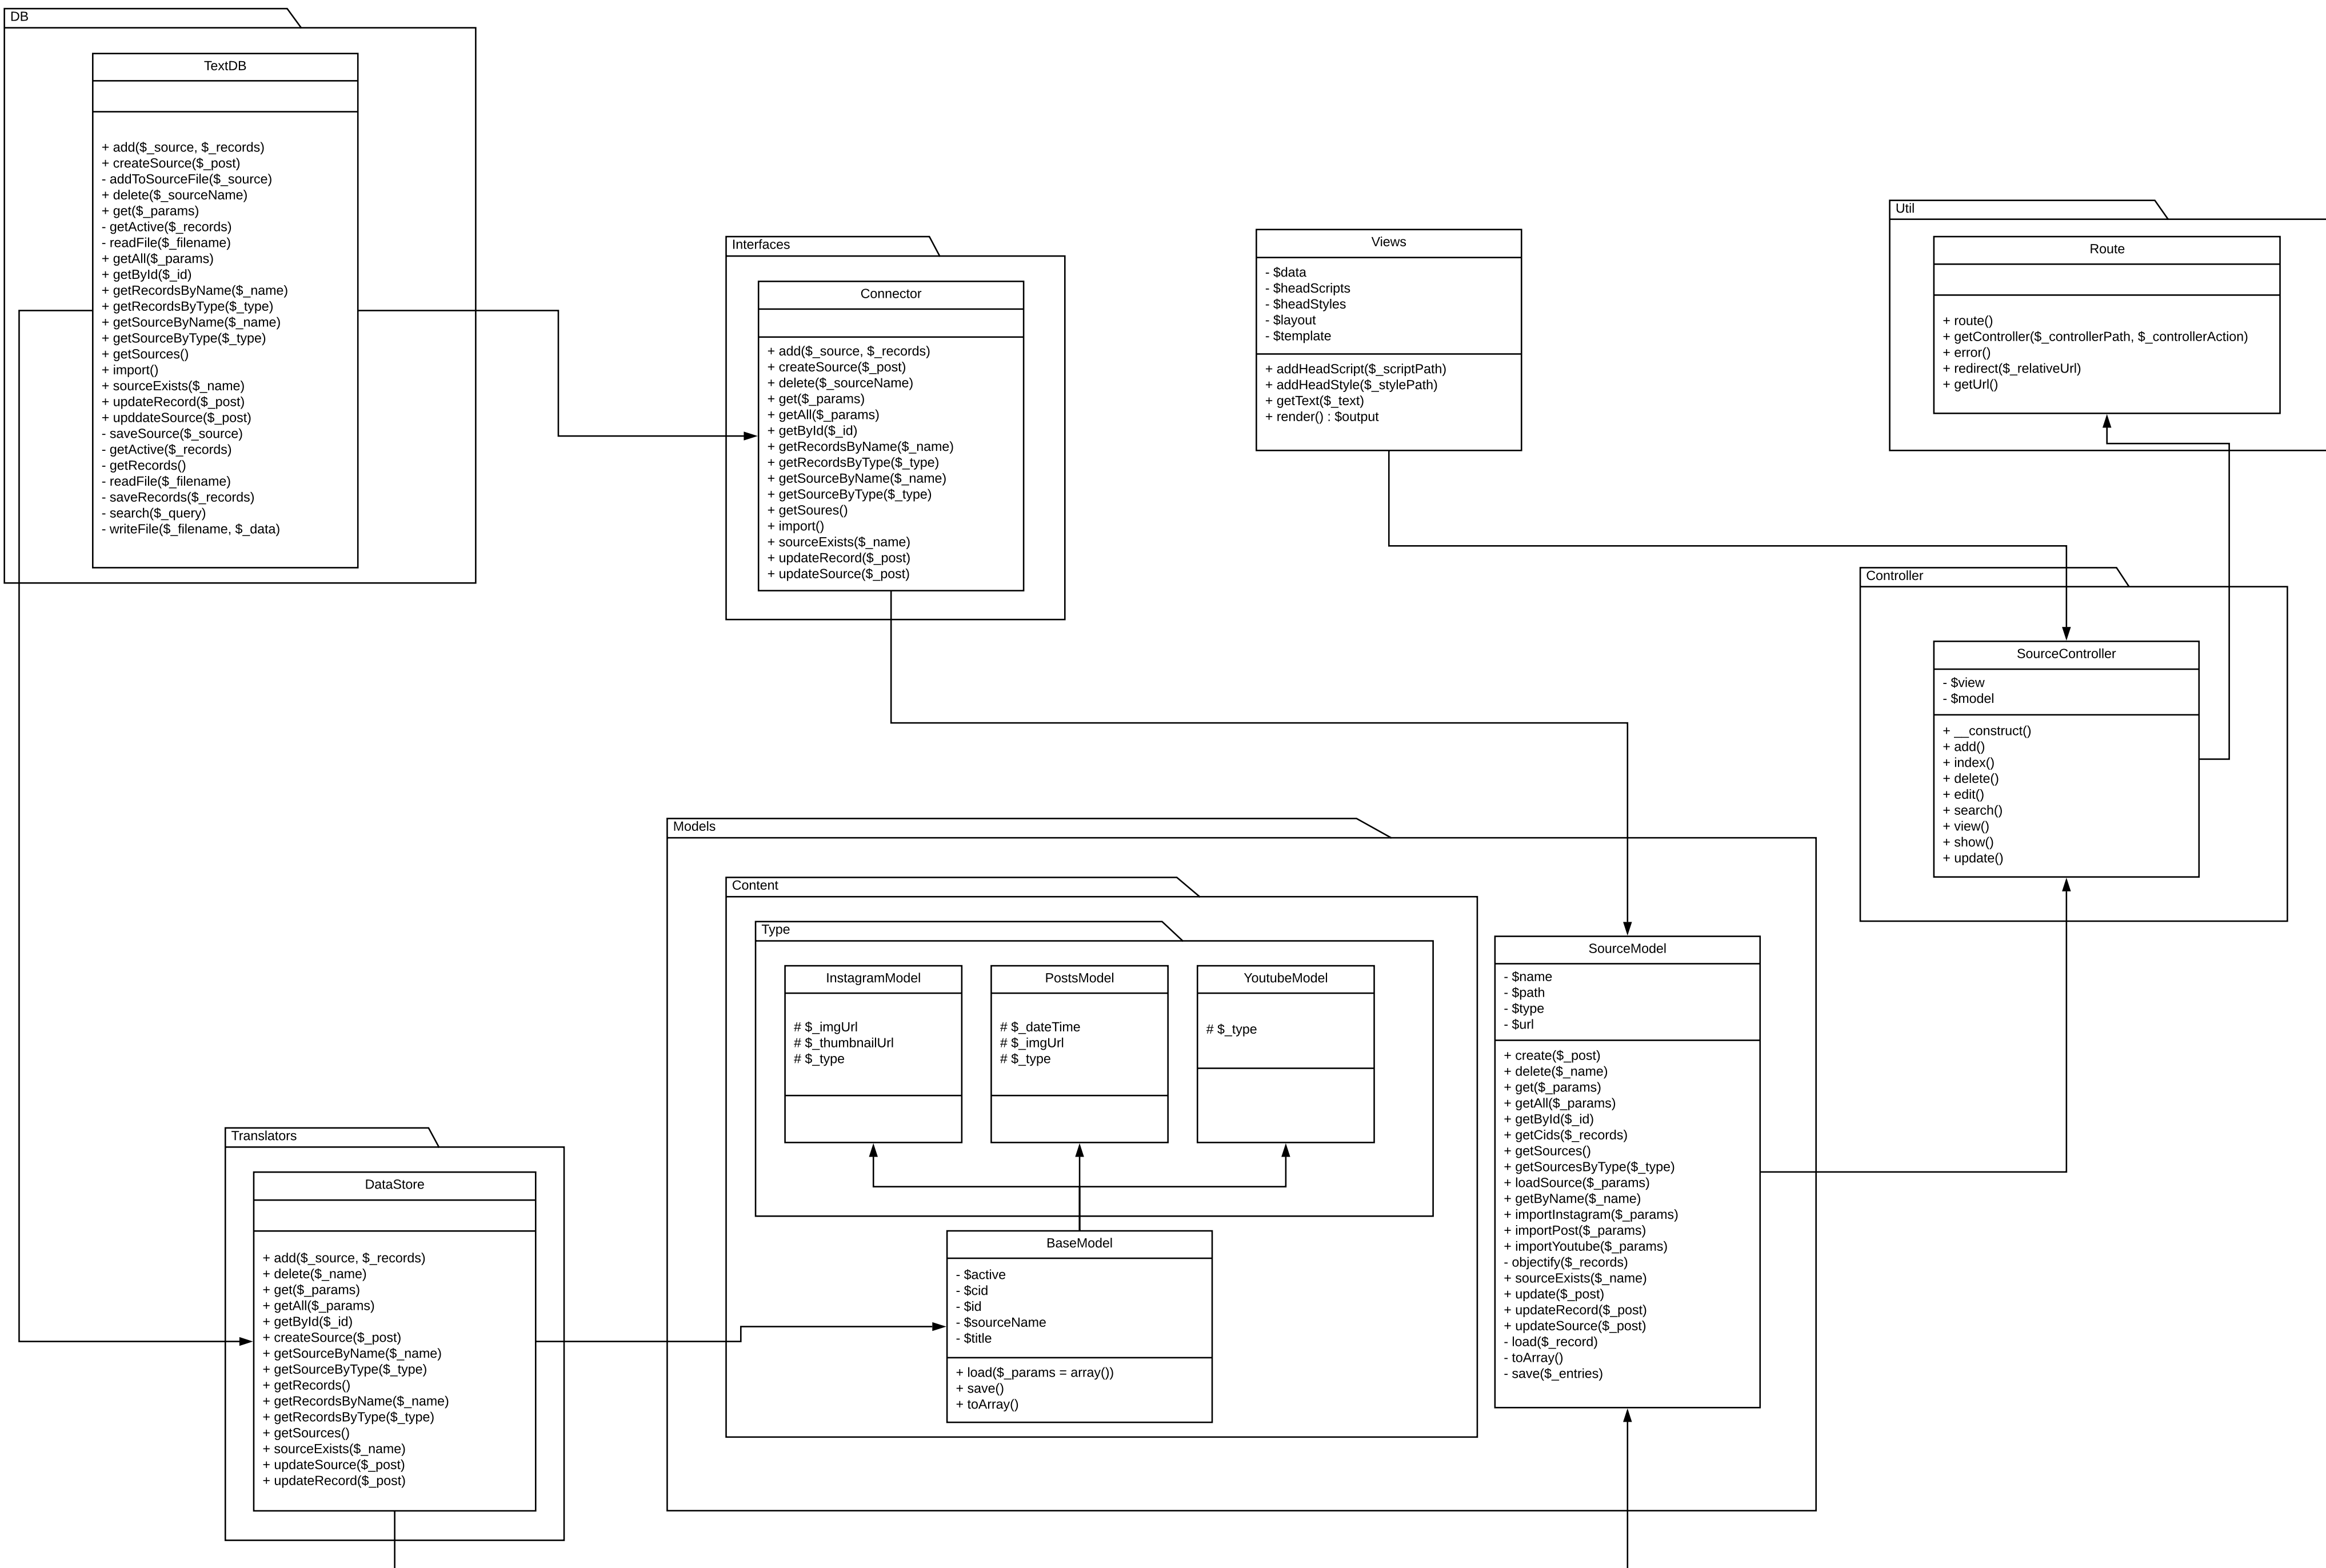 DB
TextDB
+ add($_source, $_records)
+ createSource($_post)
- addToSourceFile($_source)
+ delete($_sourceName)
+ get($_params)
- getActive($_records)
- readFile($_filename)
+ getAll($_params)
+ getById($_id)
+ getRecordsByName($_name)
+ getRecordsByType($_type)
+ getSourceByName($_name)
+ getSourceByType($_type)
+ getSources()
+ import()
+ sourceExists($_name)
+ updateRecord($_post)
+ upddateSource($_post)
- saveSource($_source)
- getActive($_records)
- getRecords()
- readFile($_filename)
- saveRecords($_records)
- search($_query)
- writeFile($_filename, $_data)
Interfaces
Connector
+ add($_source, $_records)
+ createSource($_post)
+ delete($_sourceName)
+ get($_params)
+ getAll($_params)
+ getById($_id)
+ getRecordsByName($_name)
+ getRecordsByType($_type)
+ getSourceByName($_name)
+ getSourceByType($_type)
+ getSoures()
+ import()
+ sourceExists($_name)
+ updateRecord($_post)
+ updateSource($_post)
Views
- $data
- $headScripts
- $headStyles
- $layout
- $template
+ addHeadScript($_scriptPath)
+ addHeadStyle($_stylePath)
+ getText($_text)
+ render() : $output
Util
Route
+ route()
+ getController($_controllerPath, $_controllerAction)
+ error()
+ redirect($_relativeUrl)
+ getUrl()
Controller
SourceController
- $view
- $model
+ __construct()
+ add()
+ index()
+ delete()
+ edit()
+ search()
+ view()
+ show()
+ update()
Models
Content
Type
InstagramModel
# $_imgUrl
# $_thumbnailUrl
# $_type
PostsModel
# $_dateTime
# $_imgUrl
# $_type
YoutubeModel
# $_type
BaseModel
- $active
- $cid
- $id
- $sourceName
- $title
+ load($_params = array())
+ save()
+ toArray()
SourceModel
- $name
- $path
- $type
- $url
+ create($_post)
+ delete($_name)
+ get($_params)
+ getAll($_params)
+ getById($_id)
+ getCids($_records)
+ getSources()
+ getSourcesByType($_type)
+ loadSource($_params)
+ getByName($_name)
+ importInstagram($_params)
+ importPost($_params)
+ importYoutube($_params)
- objectify($_records)
+ sourceExists($_name)
+ update($_post)
+ updateRecord($_post)
+ updateSource($_post)
- load($_record)
- toArray()
- save($_entries)
Translators
DataStore
+ add($_source, $_records)
+ delete($_name)
+ get($_params)
+ getAll($_params)
+ getById($_id)
+ createSource($_post)
+ getSourceByName($_name)
+ getSourceByType($_type)
+ getRecords()
+ getRecordsByName($_name)
+ getRecordsByType($_type)
+ getSources()
+ sourceExists($_name)
+ updateSource($_post)
+ updateRecord($_post)